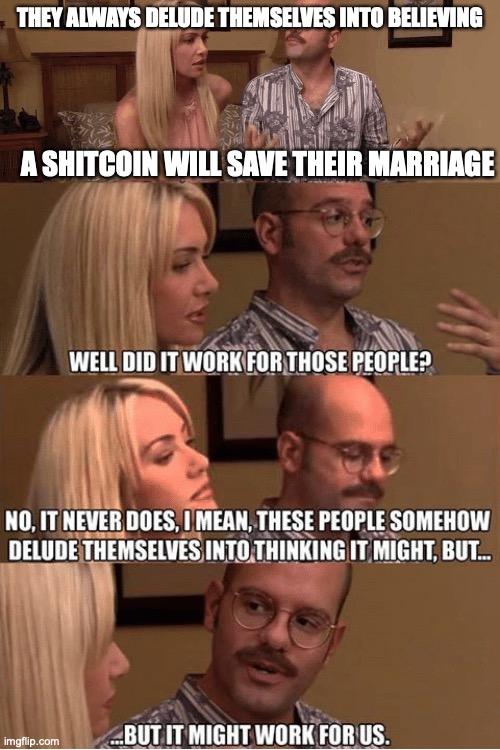 THEY ALWAYS DELUDE THEMSELVES INTO BELIEVING
A SHITCOIN WILL SAVE THEIR MARRIAGE
WELL DID IT WORK FOR THOSE PEOPLE?
NO, IT NEVER DOES, I MEAN, THESE PEOPLE SOMEHOW
DELUDE THEMSELVES INTO THINKING IT MIGHT, BUT...
...BUT IT MIGHT WORK FOR US.
imgflip.com